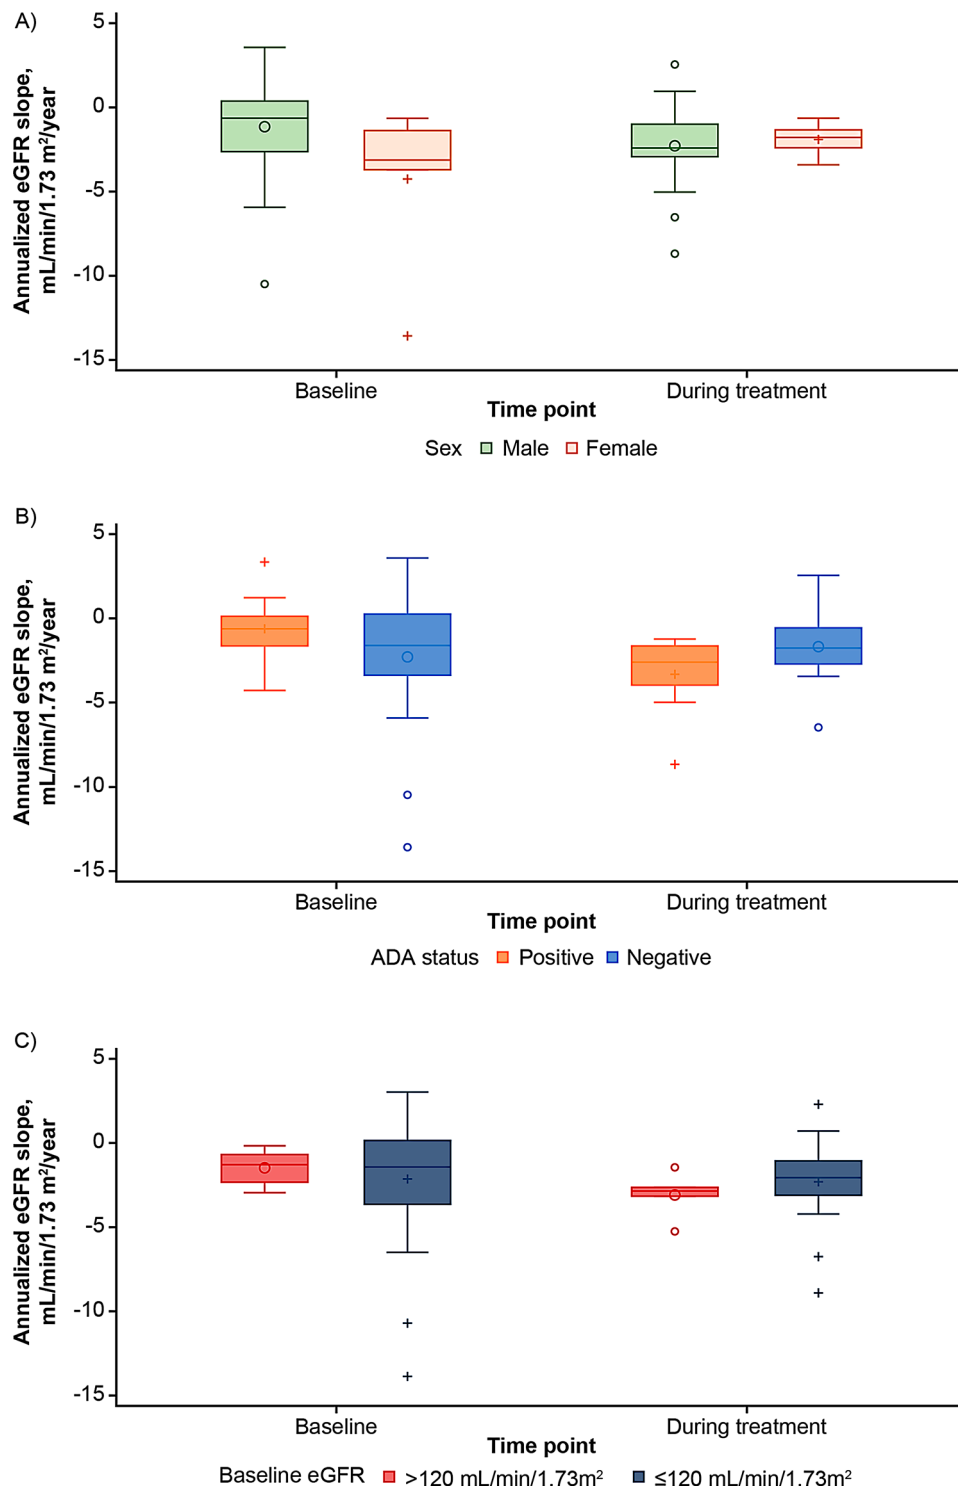 A)
Annualized eGFR slope,
mL/min/1.73 m²/year
5
0
-5
-10
-15
Baseline
During treatment
Time point
Sex Male Female
B)
Annualized eGFR slope,
mL/min/1.73 m²/year
5
0
-5
-10
-15
Baseline
During treatment
Time point
ADA status Positive Negative
C)
Annualized eGFR slope,
mL/min/1.73 m²/year
5
0
-5
-10
-15
Baseline
During treatment
Time point
Baseline eGFR >120 mL/min/1.73m² ≤120 mL/min/1.73m²